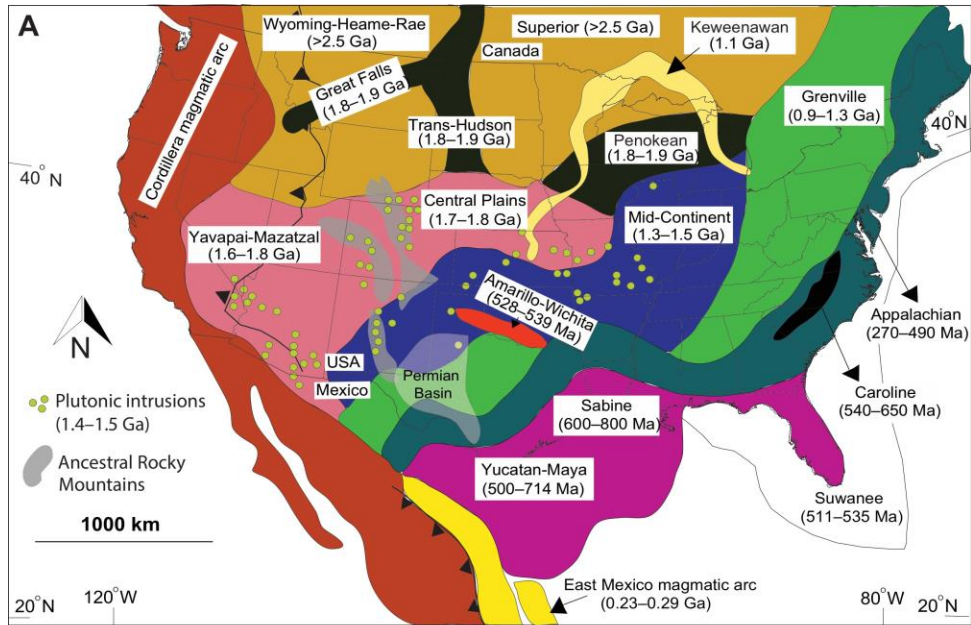 A
Wyoming-Heame-Rae
(>2.5 Ga)
Superior (>2.5 Ga)
Keweenawan
(1.1 Ga)
Canada
Cordillera magmatic arc
Great Falls
(1.8–1.9 Ga)
Grenville
(0.9–1.3 Ga)
Trans-Hudson
(1.8–1.9 Ga)
Penokean
(1.8–1.9 Ga)
40°N
40°N
Central Plains
(1.7–1.8 Ga)
Mid-Continent
(1.3–1.5 Ga)
Yavapai-Mazatzal
(1.6–1.8 Ga)
Amarillo-Wichita
(528–539 Ma)
Appalachian
(270–490 Ma)
N
USA
Mexico
Permian
Basin
Caroline
(540–650 Ma)
Plutonic intrusions
(1.4–1.5 Ga)
Sabine
(600–800 Ma)
Ancestral Rocky
Mountains
Yucatan-Maya
(500–714 Ma)
Suwanee
(511–535 Ma)
1000 km
East Mexico magmatic arc
(0.23–0.29 Ga)
20°N
120°W
80°W
20°N